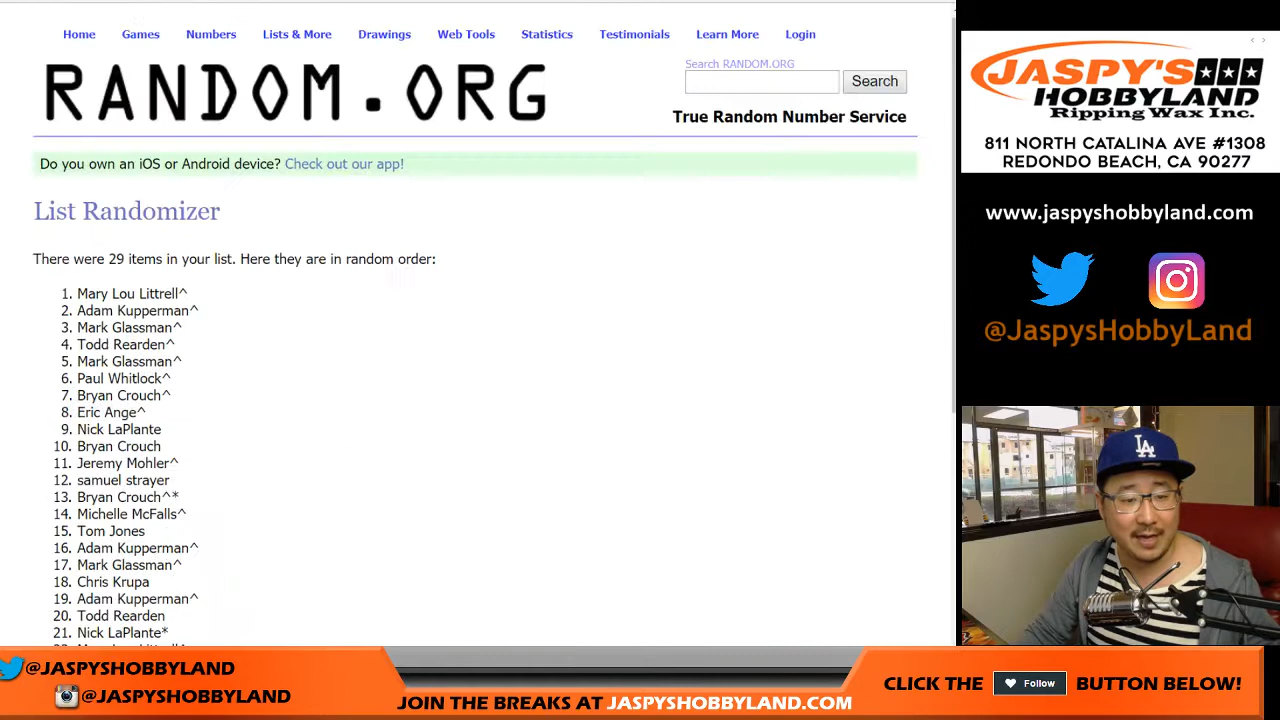 Home Games Numbers Lists & More Drawings Web Tools Statistics Testimonials Learn More Login
RANDOM.ORG
Search RANDOM.ORG
Search
True Random Number Service
Do you own an iOS or Android device? Check out our app!
List Randomizer
There were 29 items in your list. Here they are in random order:
1. Mary Lou Littrell^
2. Adam Kupperman^
3. Mark Glassman^
4. Todd Rearden^
5. Mark Glassman^
6. Paul Whitlock^
7. Bryan Crouch^
8. Eric Ange^
9. Nick LaPlante
10. Bryan Crouch
11. Jeremy Mohler^
12. samuel strayer
13. Bryan Crouch^*
14. Michelle McFalls^
15. Tom Jones
16. Adam Kupperman^
17. Mark Glassman^
18. Chris Krupa
19. Adam Kupperman^
20. Todd Rearden
21. Nick LaPlante*
JASPY'S
HOBBYLAND
Ripping Wax Inc.
811 NORTH CATALINA AVE #1308
REDONDO BEACH, CA 90277
www.jaspyshobbyland.com
@JaspysHobbyLand
LA
@JASPYSHOBBYLAND
@JASPYSHOBBYLAND
JOIN THE BREAKS AT JASPYSHOBBYLAND.COM
CLICK THE Follow BUTTON BELOW!